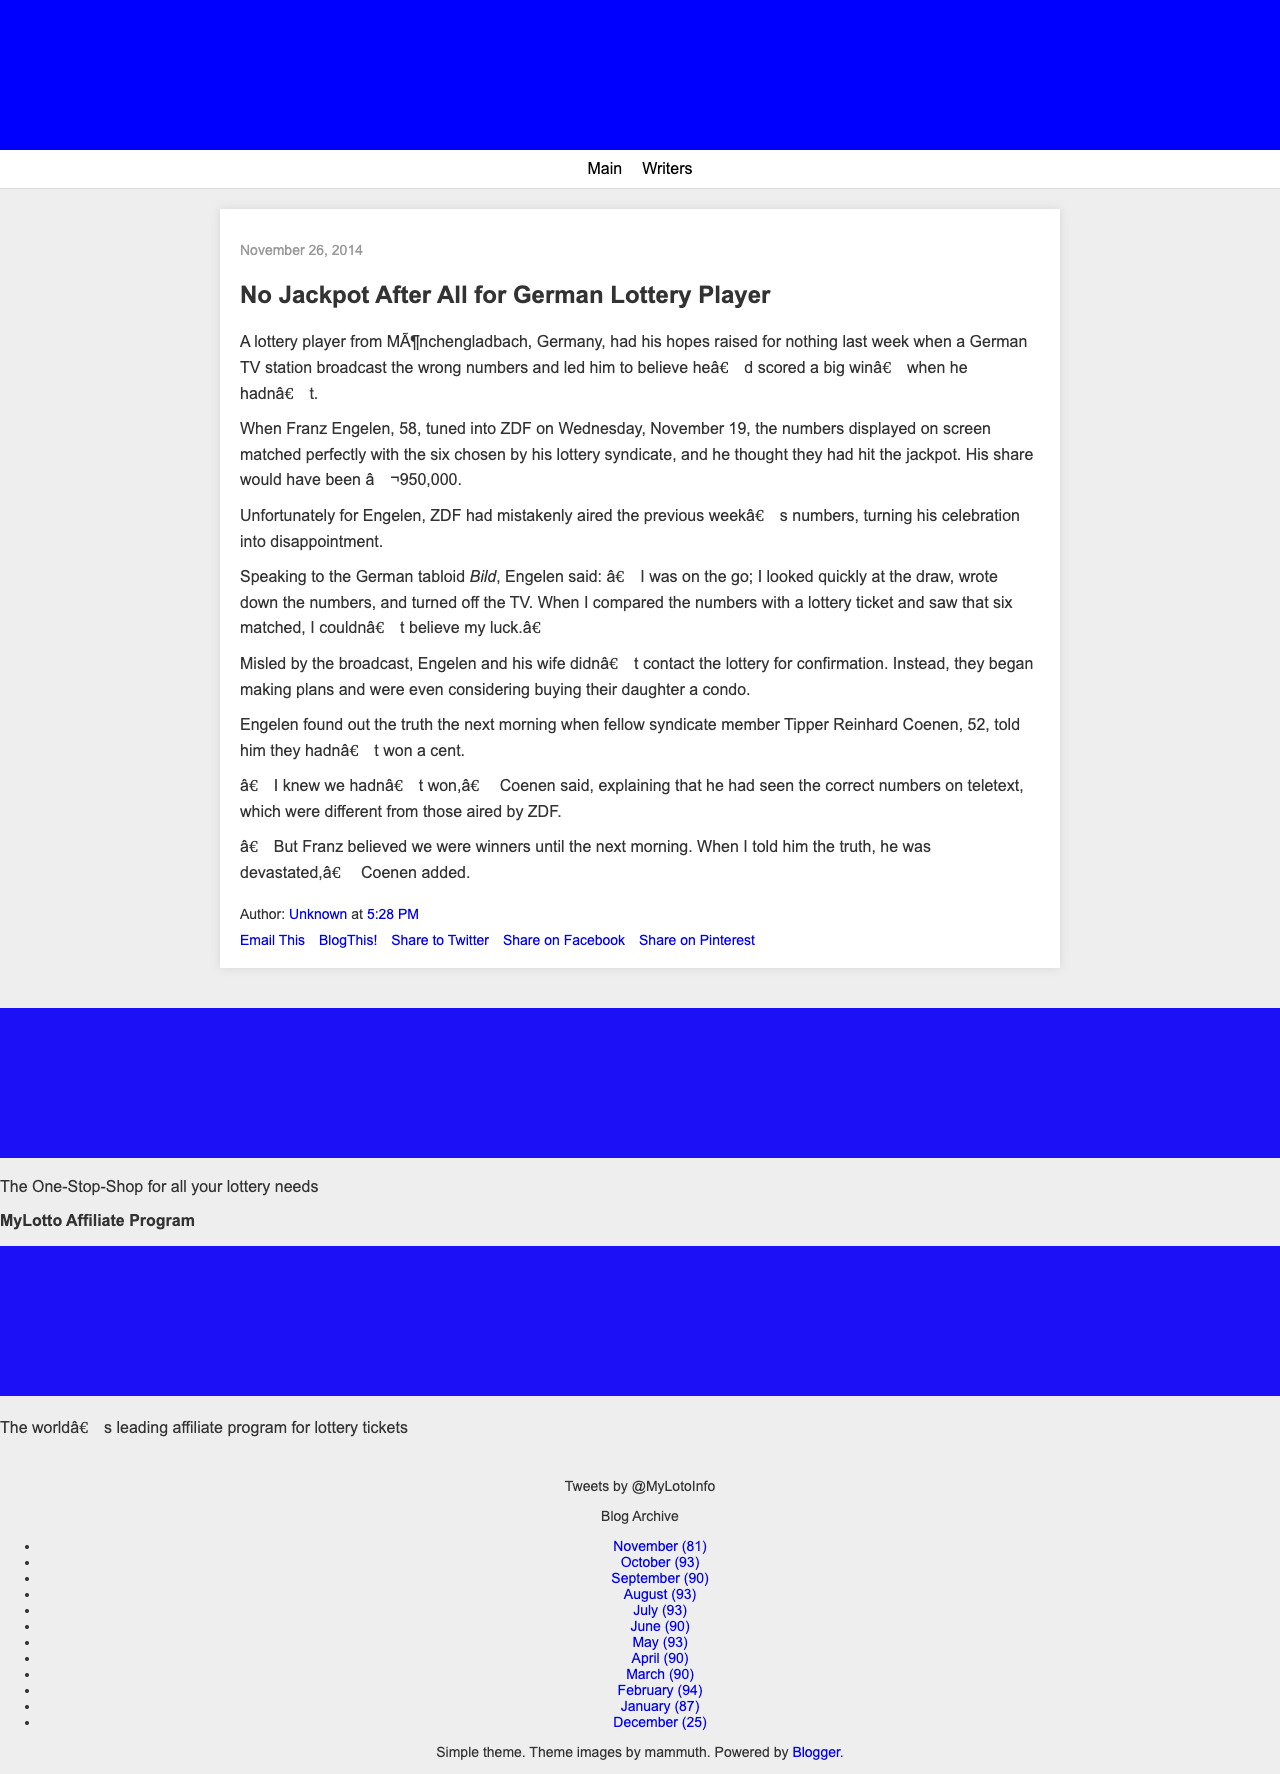 Main Writers
November 26, 2014
No Jackpot After All for German Lottery Player
A lottery player from MÃ¶nchengladbach, Germany, had his hopes raised for nothing last week when a German
TV station broadcast the wrong numbers and led him to believe heâ€ d scored a big winâ€ when he
hadnâ€ t.
When Franz Engelen, 58, tuned into ZDF on Wednesday, November 19, the numbers displayed on screen
matched perfectly with the six chosen by his lottery syndicate, and he thought they had hit the jackpot. His share
would have been â ¬950,000.
Unfortunately for Engelen, ZDF had mistakenly aired the previous weekâ€ s numbers, turning his celebration
into disappointment.
Speaking to the German tabloid Bild, Engelen said: â€ I was on the go; I looked quickly at the draw, wrote
down the numbers, and turned off the TV. When I compared the numbers with a lottery ticket and saw that six
matched, I couldnâ€ t believe my luck.â€
Misled by the broadcast, Engelen and his wife didnâ€ t contact the lottery for confirmation. Instead, they began
making plans and were even considering buying their daughter a condo.
Engelen found out the truth the next morning when fellow syndicate member Tipper Reinhard Coenen, 52, told
him they hadnâ€ t won a cent.
â€ I knew we hadnâ€ t won,â€ Coenen said, explaining that he had seen the correct numbers on teletext,
which were different from those aired by ZDF.
â€ But Franz believed we were winners until the next morning. When I told him the truth, he was
devastated,â€ Coenen added.
Author: Unknown at 5:28 PM
Email This BlogThis! Share to Twitter Share on Facebook Share on Pinterest
The One-Stop-Shop for all your lottery needs
MyLotto Affiliate Program
The worldâ€ s leading affiliate program for lottery tickets
Tweets by @MyLotoInfo
Blog Archive
• November (81)
• October (93)
• September (90)
• August (93)
• July (93)
• June (90)
• May (93)
• April (90)
• March (90)
• February (94)
• January (87)
• December (25)
Simple theme. Theme images by mammuth. Powered by Blogger.